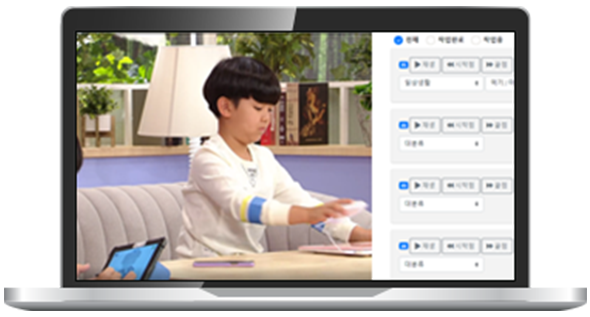 전체 작업완료 작업중
재생 시작점 끝점
일상생활
재생 시작점 끝점
대분류
재생 시작점 끝점
대분류
재생 시작점 끝점
대분류